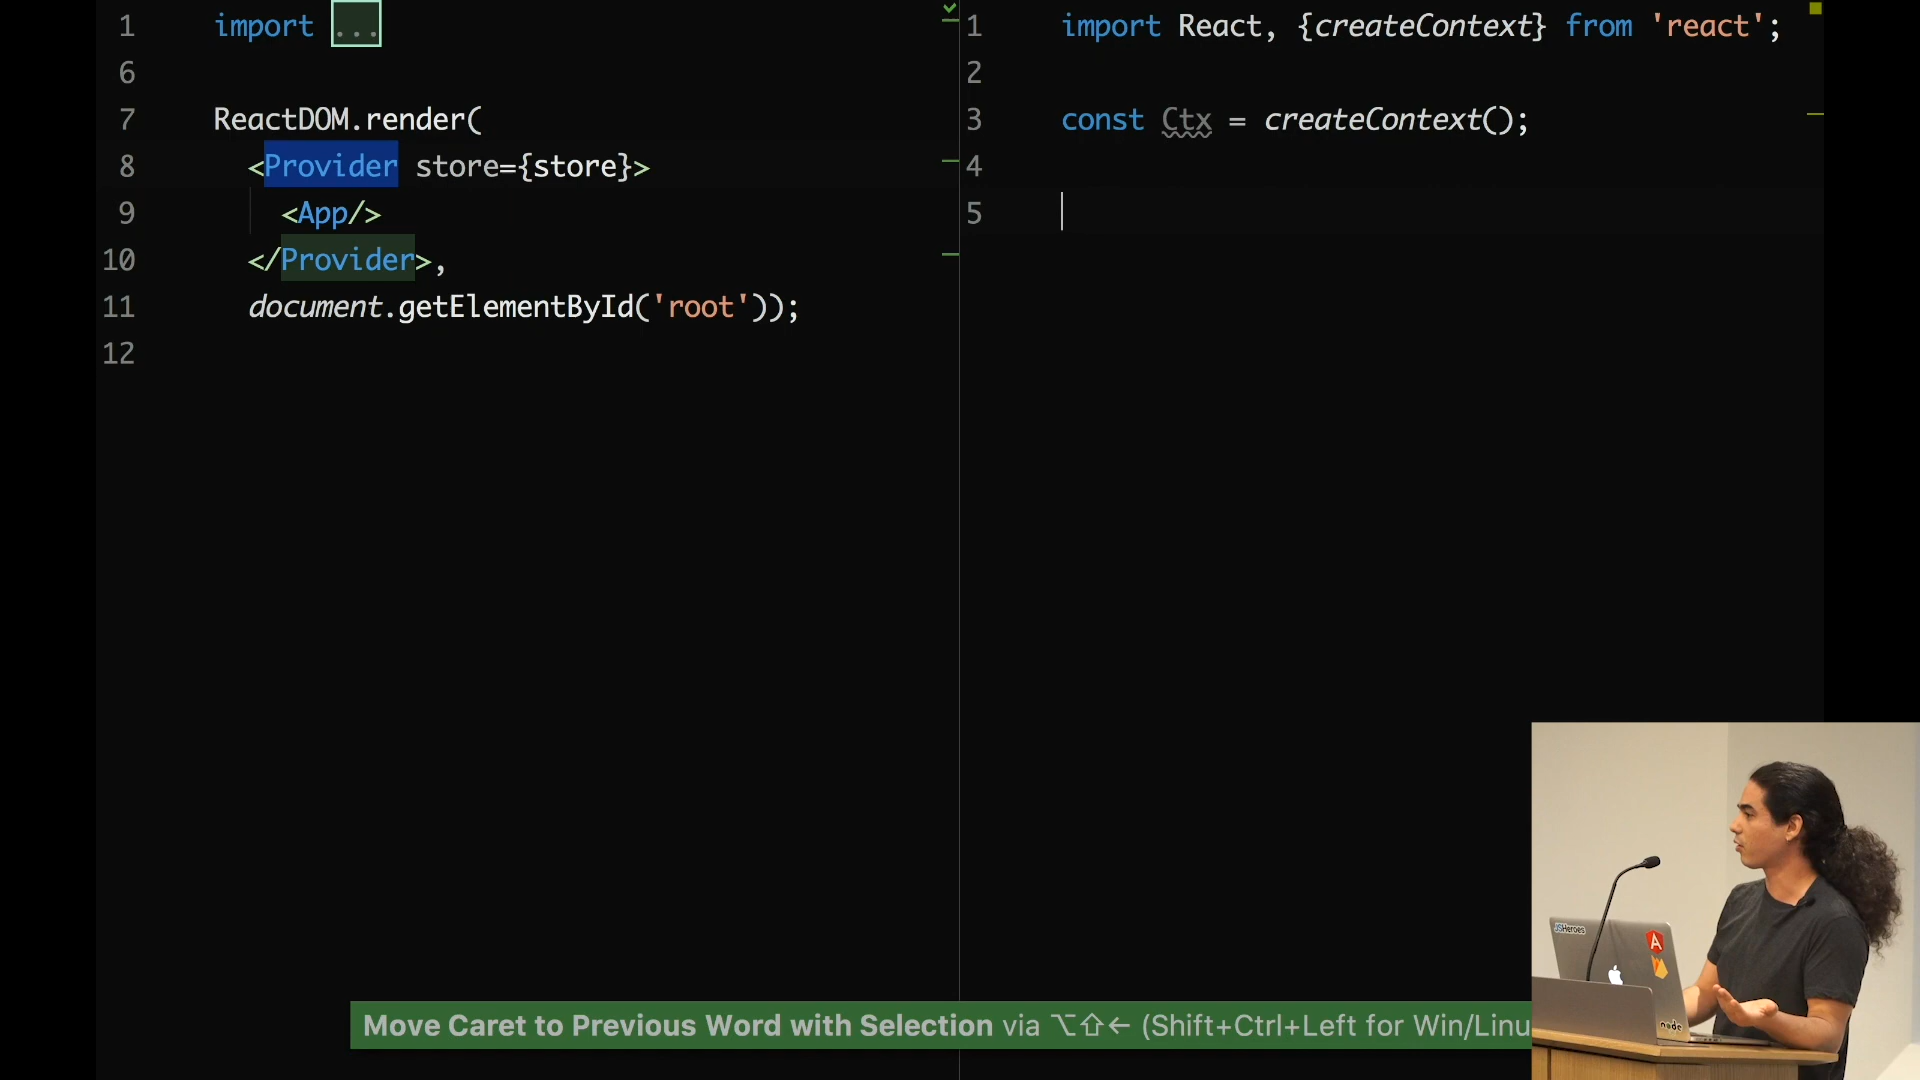 1 import ...
6
7 ReactDOM.render(
8 <Provider store={store}>
9 <App/>
10 </Provider>,
11 document.getElementById('root'));
12
1 import React, {createContext} from 'react';
2
3 const Ctx = createContext();
4
5
Move Caret to Previous Word with Selection via ⌥⇧← (Shift+Ctrl+Left for Win/Linu
JSHeroes
A
node